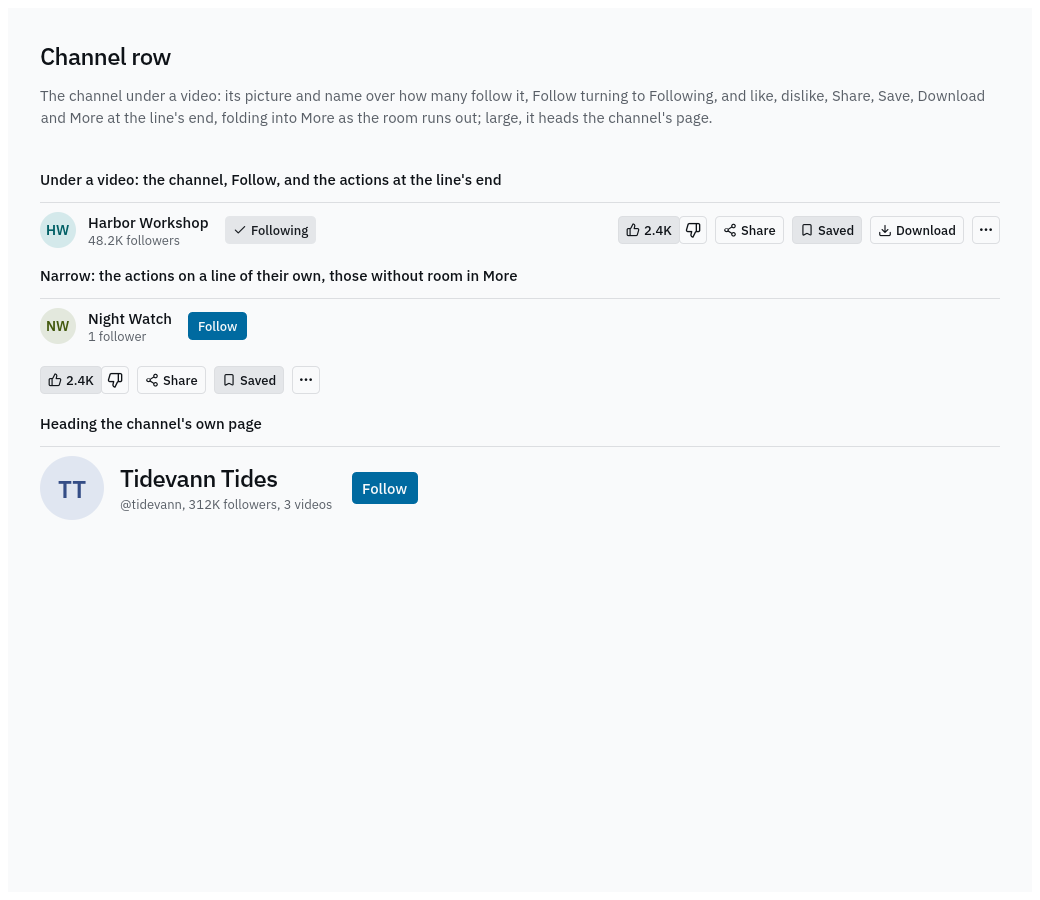 Channel row
The channel under a video: its picture and name over how many follow it, Follow turning to Following, and like, dislike, Share, Save, Download
and More at the line's end, folding into More as the room runs out; large, it heads the channel's page.
Under a video: the channel, Follow, and the actions at the line's end
HW Harbor Workshop Following 2.4K Share Saved Download
48.2K followers
Narrow: the actions on a line of their own, those without room in More
NW Night Watch Follow
1 follower
2.4K Share Saved
Heading the channel's own page
TT Tidevann Tides Follow
@tidevann, 312K followers, 3 videos